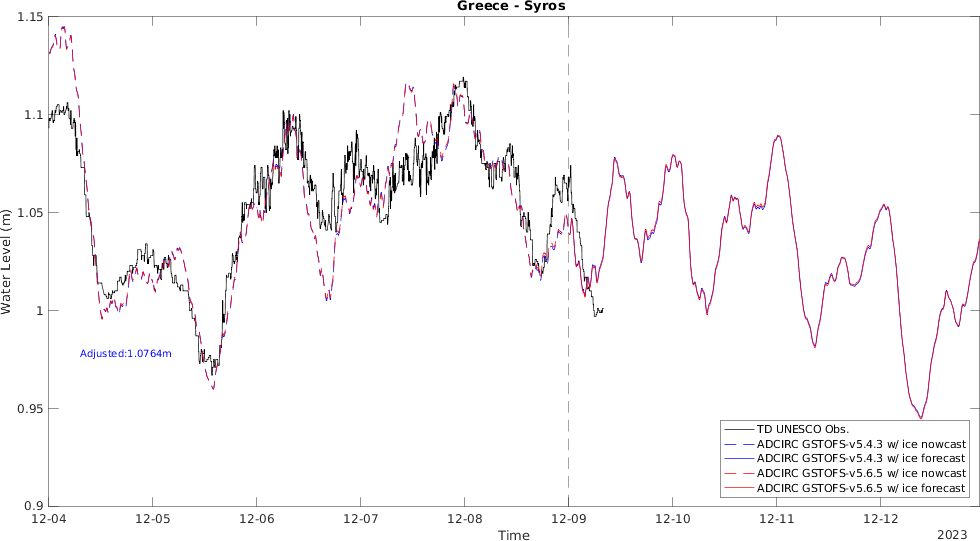 Greece - Syros
1.15
1.1
1.05
1
0.95
0.9
Water Level (m)
Adjusted:1.0764m
TD UNESCO Obs.
ADCIRC GSTOFS-v5.4.3 w/ ice nowcast
ADCIRC GSTOFS-v5.4.3 w/ ice forecast
ADCIRC GSTOFS-v5.6.5 w/ ice nowcast
ADCIRC GSTOFS-v5.6.5 w/ ice forecast
12-04 12-05 12-06 12-07 12-08 12-09 12-10 12-11 12-12
Time
2023